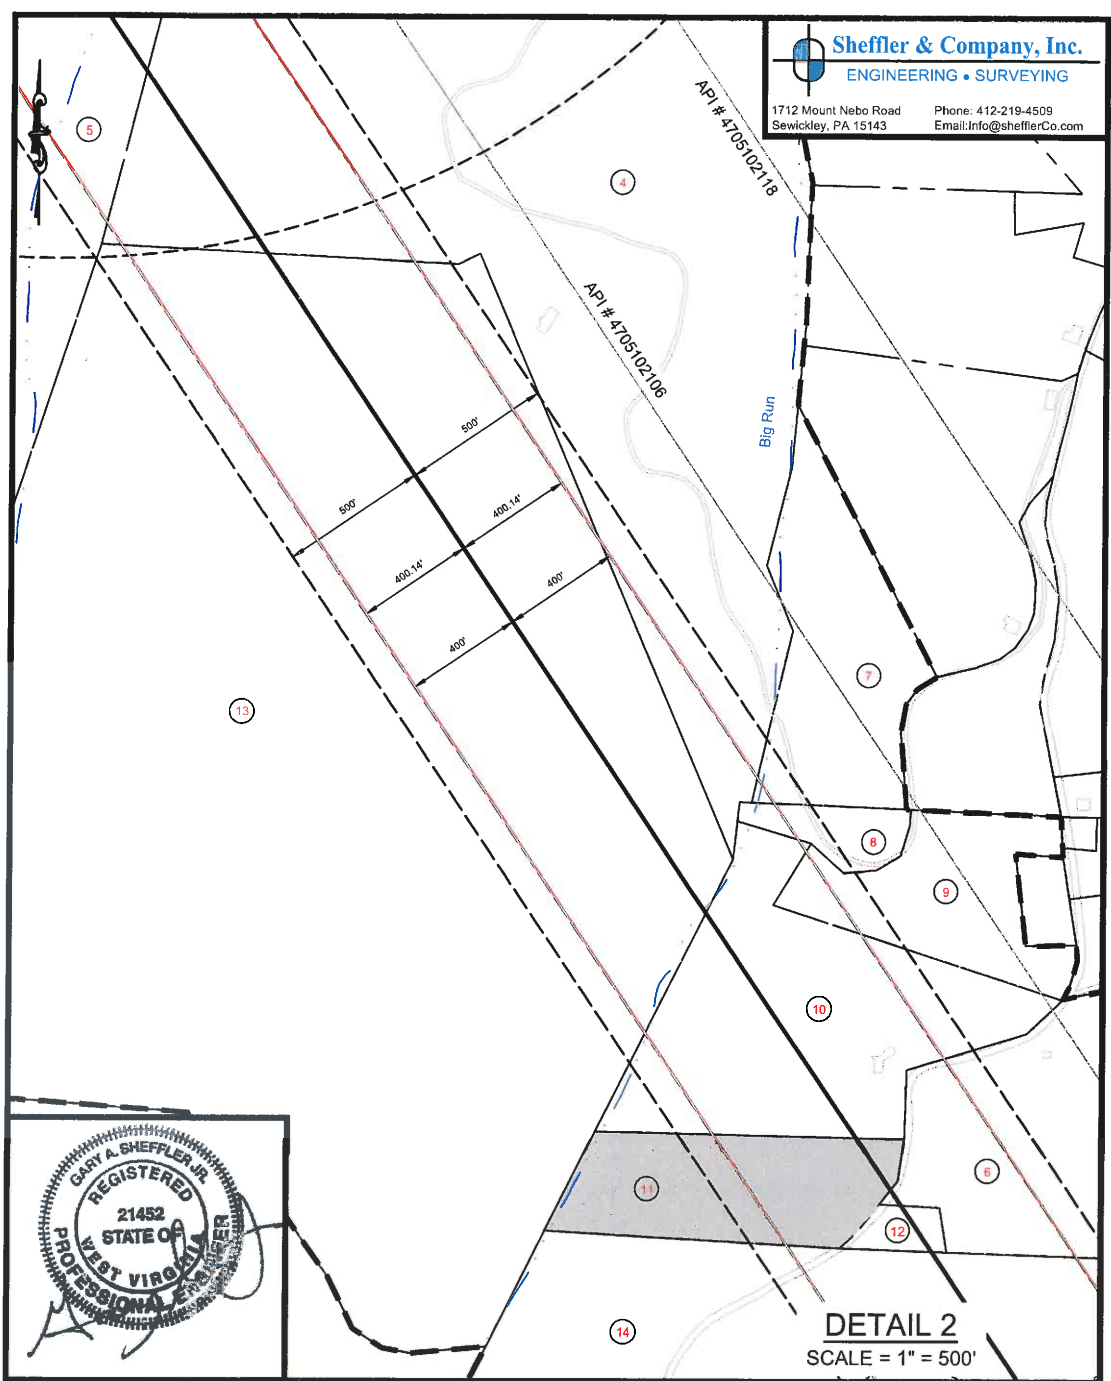 Sheffler & Company, Inc.
ENGINEERING • SURVEYING
1712 Mount Nebo Road
Sewickley, PA 15143
Phone: 412-219-4509
Email:Info@shefflerCo.com
5
4
API # 4705102118
API # 4705102106
Big Run
500'
500'
400.14'
400.14'
400'
400'
7
13
8
9
10
6
11
12
14
GARY A. SHEFFLER JR.
REGISTERED
21452
STATE OF
WEST VIRGINIA
PROFESSIONAL ENGINEER
DETAIL 2
SCALE = 1" = 500'